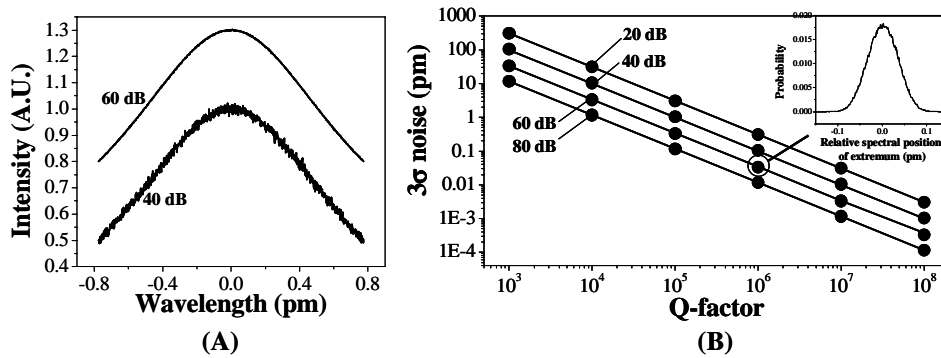 1.3
1.2
1.1
1.0
0.9
0.8
0.7
0.6
0.5
0.4
Intensity (A.U.)
60 dB
40 dB
-0.8 -0.4 0.0 0.4 0.8
Wavelength (pm)
(A)
B)
1000
100
10
1
0.1
0.01
1E-3
1E-4
3σ noise (pm)
20 dB
40 dB
60 dB
80 dB
10³ 10⁴ 10⁵ 10⁶ 10⁷ 10⁸
Q-factor
(B)
0.020
0.015
0.010
0.005
0.000
Probability
-0.1 0.0 0.1
Relative spectral position
of extremum (pm)